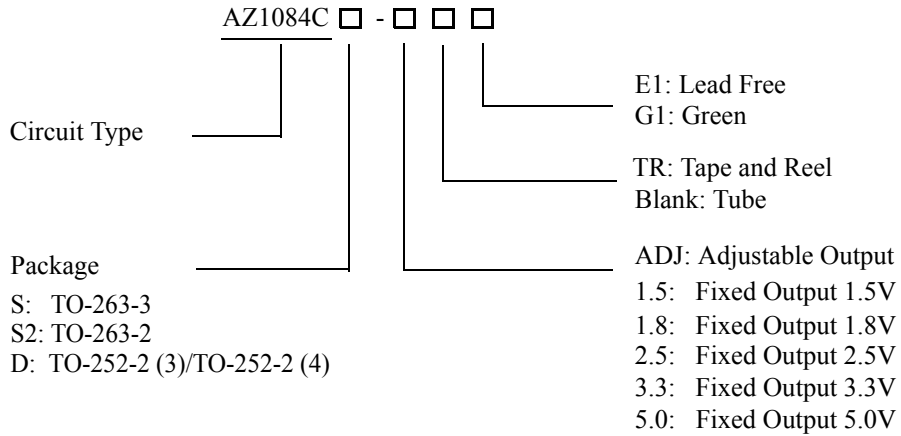 AZ1084C -
E1: Lead Free
G1: Green
Circuit Type
TR: Tape and Reel
Blank: Tube
Package
S: TO-263-3
S2: TO-263-2
D: TO-252-2 (3)/TO-252-2 (4)
ADJ: Adjustable Output
1.5: Fixed Output 1.5V
1.8: Fixed Output 1.8V
2.5: Fixed Output 2.5V
3.3: Fixed Output 3.3V
5.0: Fixed Output 5.0V